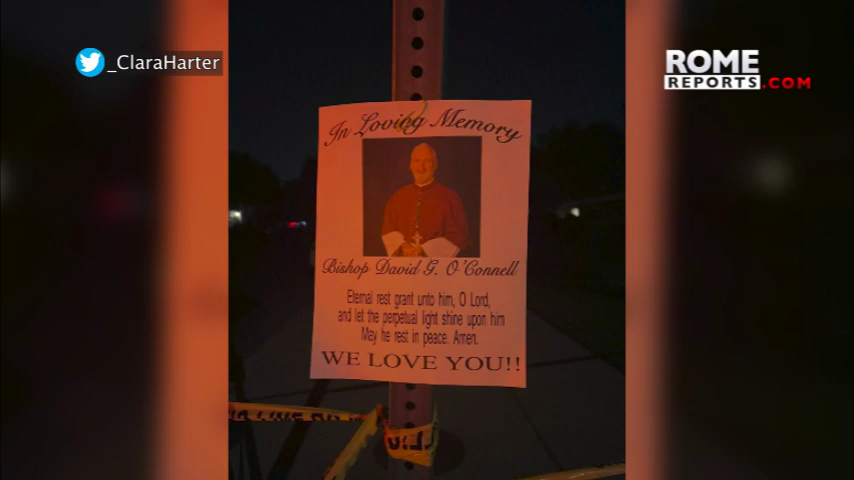 _ClaraHarter
ROME
REPORTS.COM
In Loving Memory
Bishop David G. O'Connell
Eternal rest grant unto him, O Lord,
and let the perpetual light shine upon him
May he rest in peace. Amen.
WE LOVE YOU!!